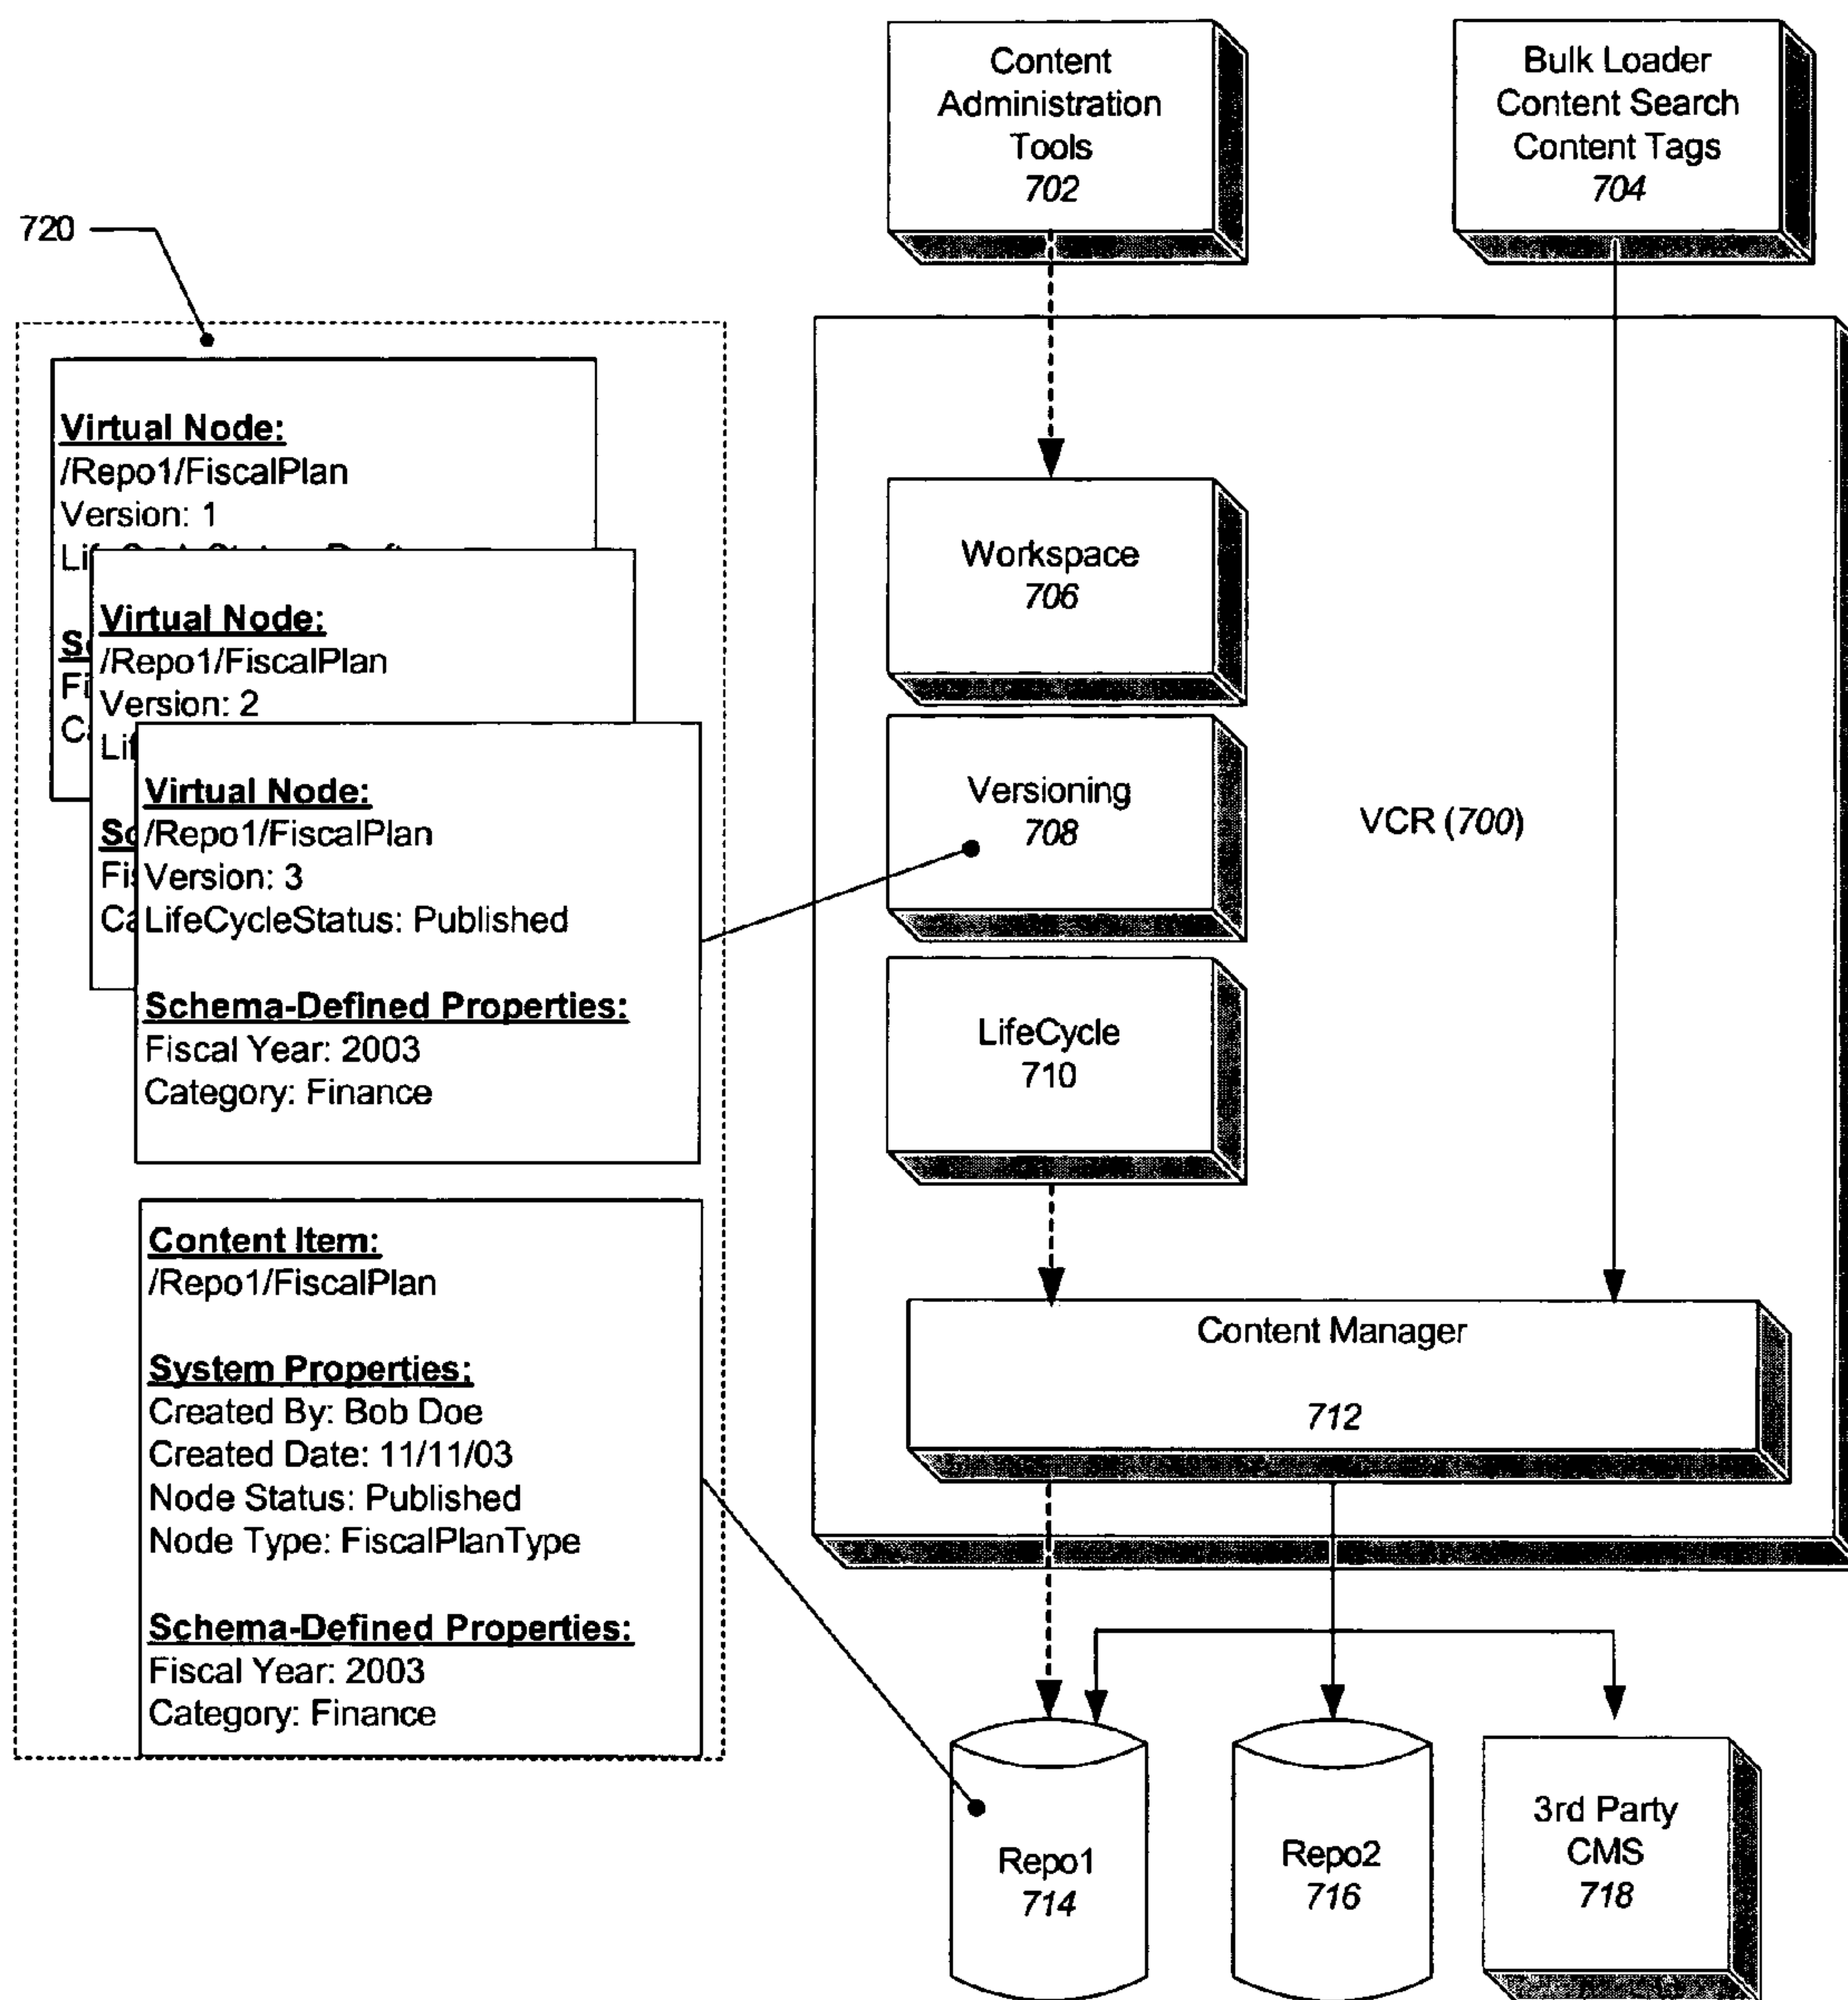 Content
Administration
Tools
702
Bulk Loader
Content Search
Content Tags
704
720
Virtual Node:
/Repo1/FiscalPlan
Version: 1
Virtual Node:
/Repo1/FiscalPlan
Version: 2
Virtual Node:
/Repo1/FiscalPlan
Version: 3
LifeCycleStatus: Published
Schema-Defined Properties:
Fiscal Year: 2003
Category: Finance
Content Item:
/Repo1/FiscalPlan
System Properties:
Created By: Bob Doe
Created Date: 11/11/03
Node Status: Published
Node Type: FiscalPlanType
Schema-Defined Properties:
Fiscal Year: 2003
Category: Finance
Workspace
706
Versioning
708
VCR (700)
LifeCycle
710
Content Manager
712
Repo1
714
Repo2
716
3rd Party
CMS
718